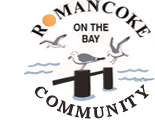 ROMANCOKE
ON THE
BAY
COMMUNITY